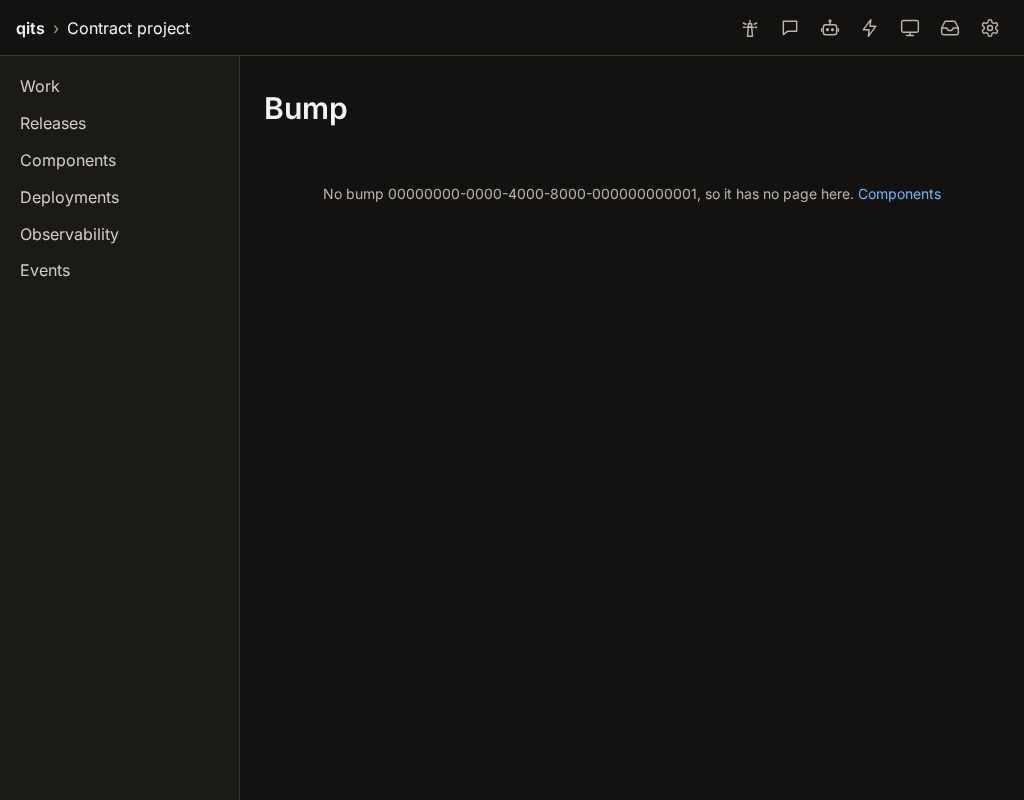 qits › Contract project
Work
Releases
Components
Deployments
Observability
Events
Bump
No bump 00000000-0000-4000-8000-000000000001, so it has no page here. Components